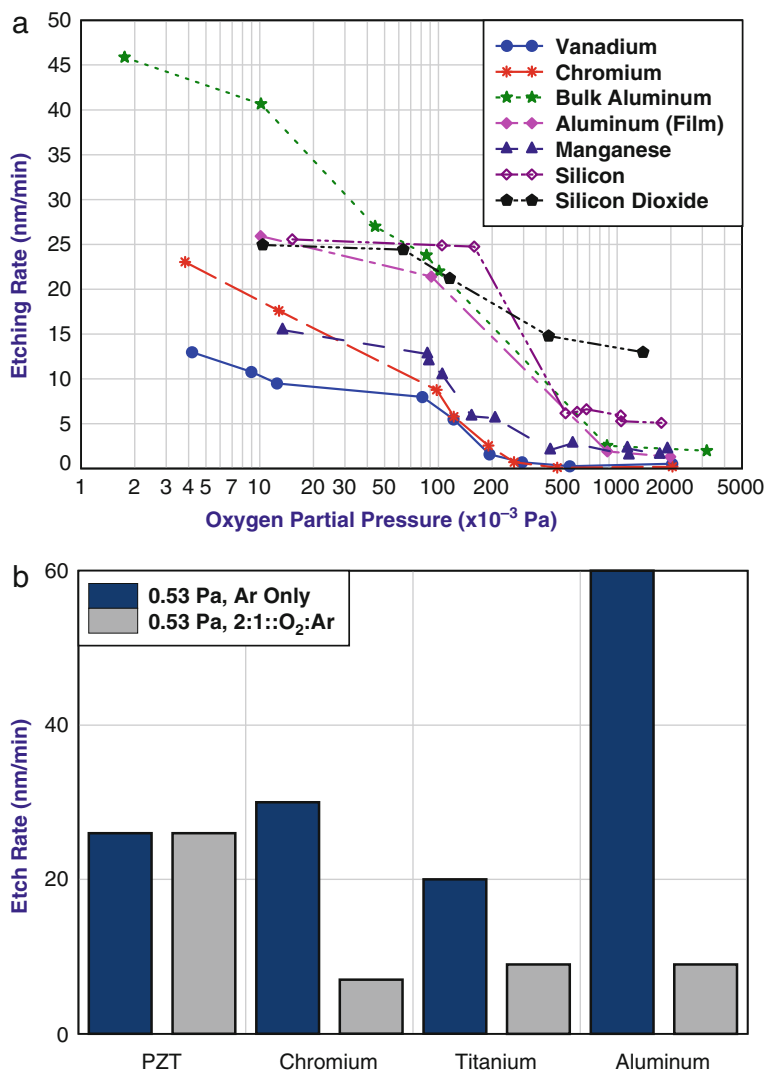 a
50
45
40
35
30
25
20
15
10
5
0
Etching Rate (nm/min)
Vanadium
Chromium
Bulk Aluminum
Aluminum (Film)
Manganese
Silicon
Silicon Dioxide
1 2 3 4 5 7 10 20 30 50 100 200 500 1000 2000 5000
Oxygen Partial Pressure (x10⁻³ Pa)
b
60
40
20
0
Etch Rate (nm/min)
0.53 Pa, Ar Only
0.53 Pa, 2:1::O₂:Ar
PZT Chromium Titanium Aluminum